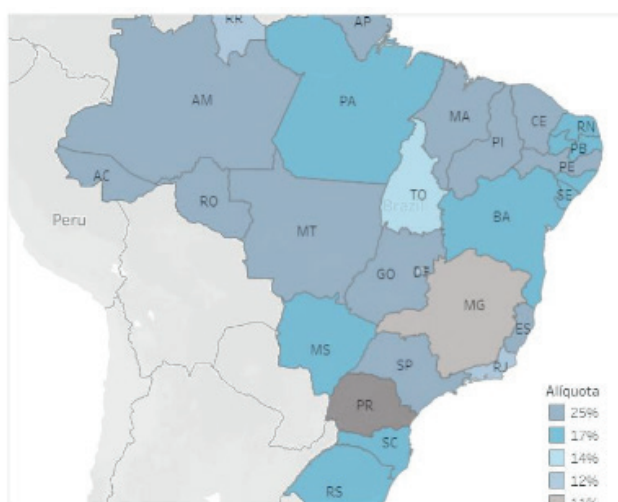 RR
AP
AM
PA
MA
CE
RN
PI
PB
PE
AC
TO
SE
RO
Brazil
BA
Peru
MT
GO
DF
MG
ES
MS
SP
RJ
PR
SC
RS
Alíquota
25%
17%
14%
12%
11%